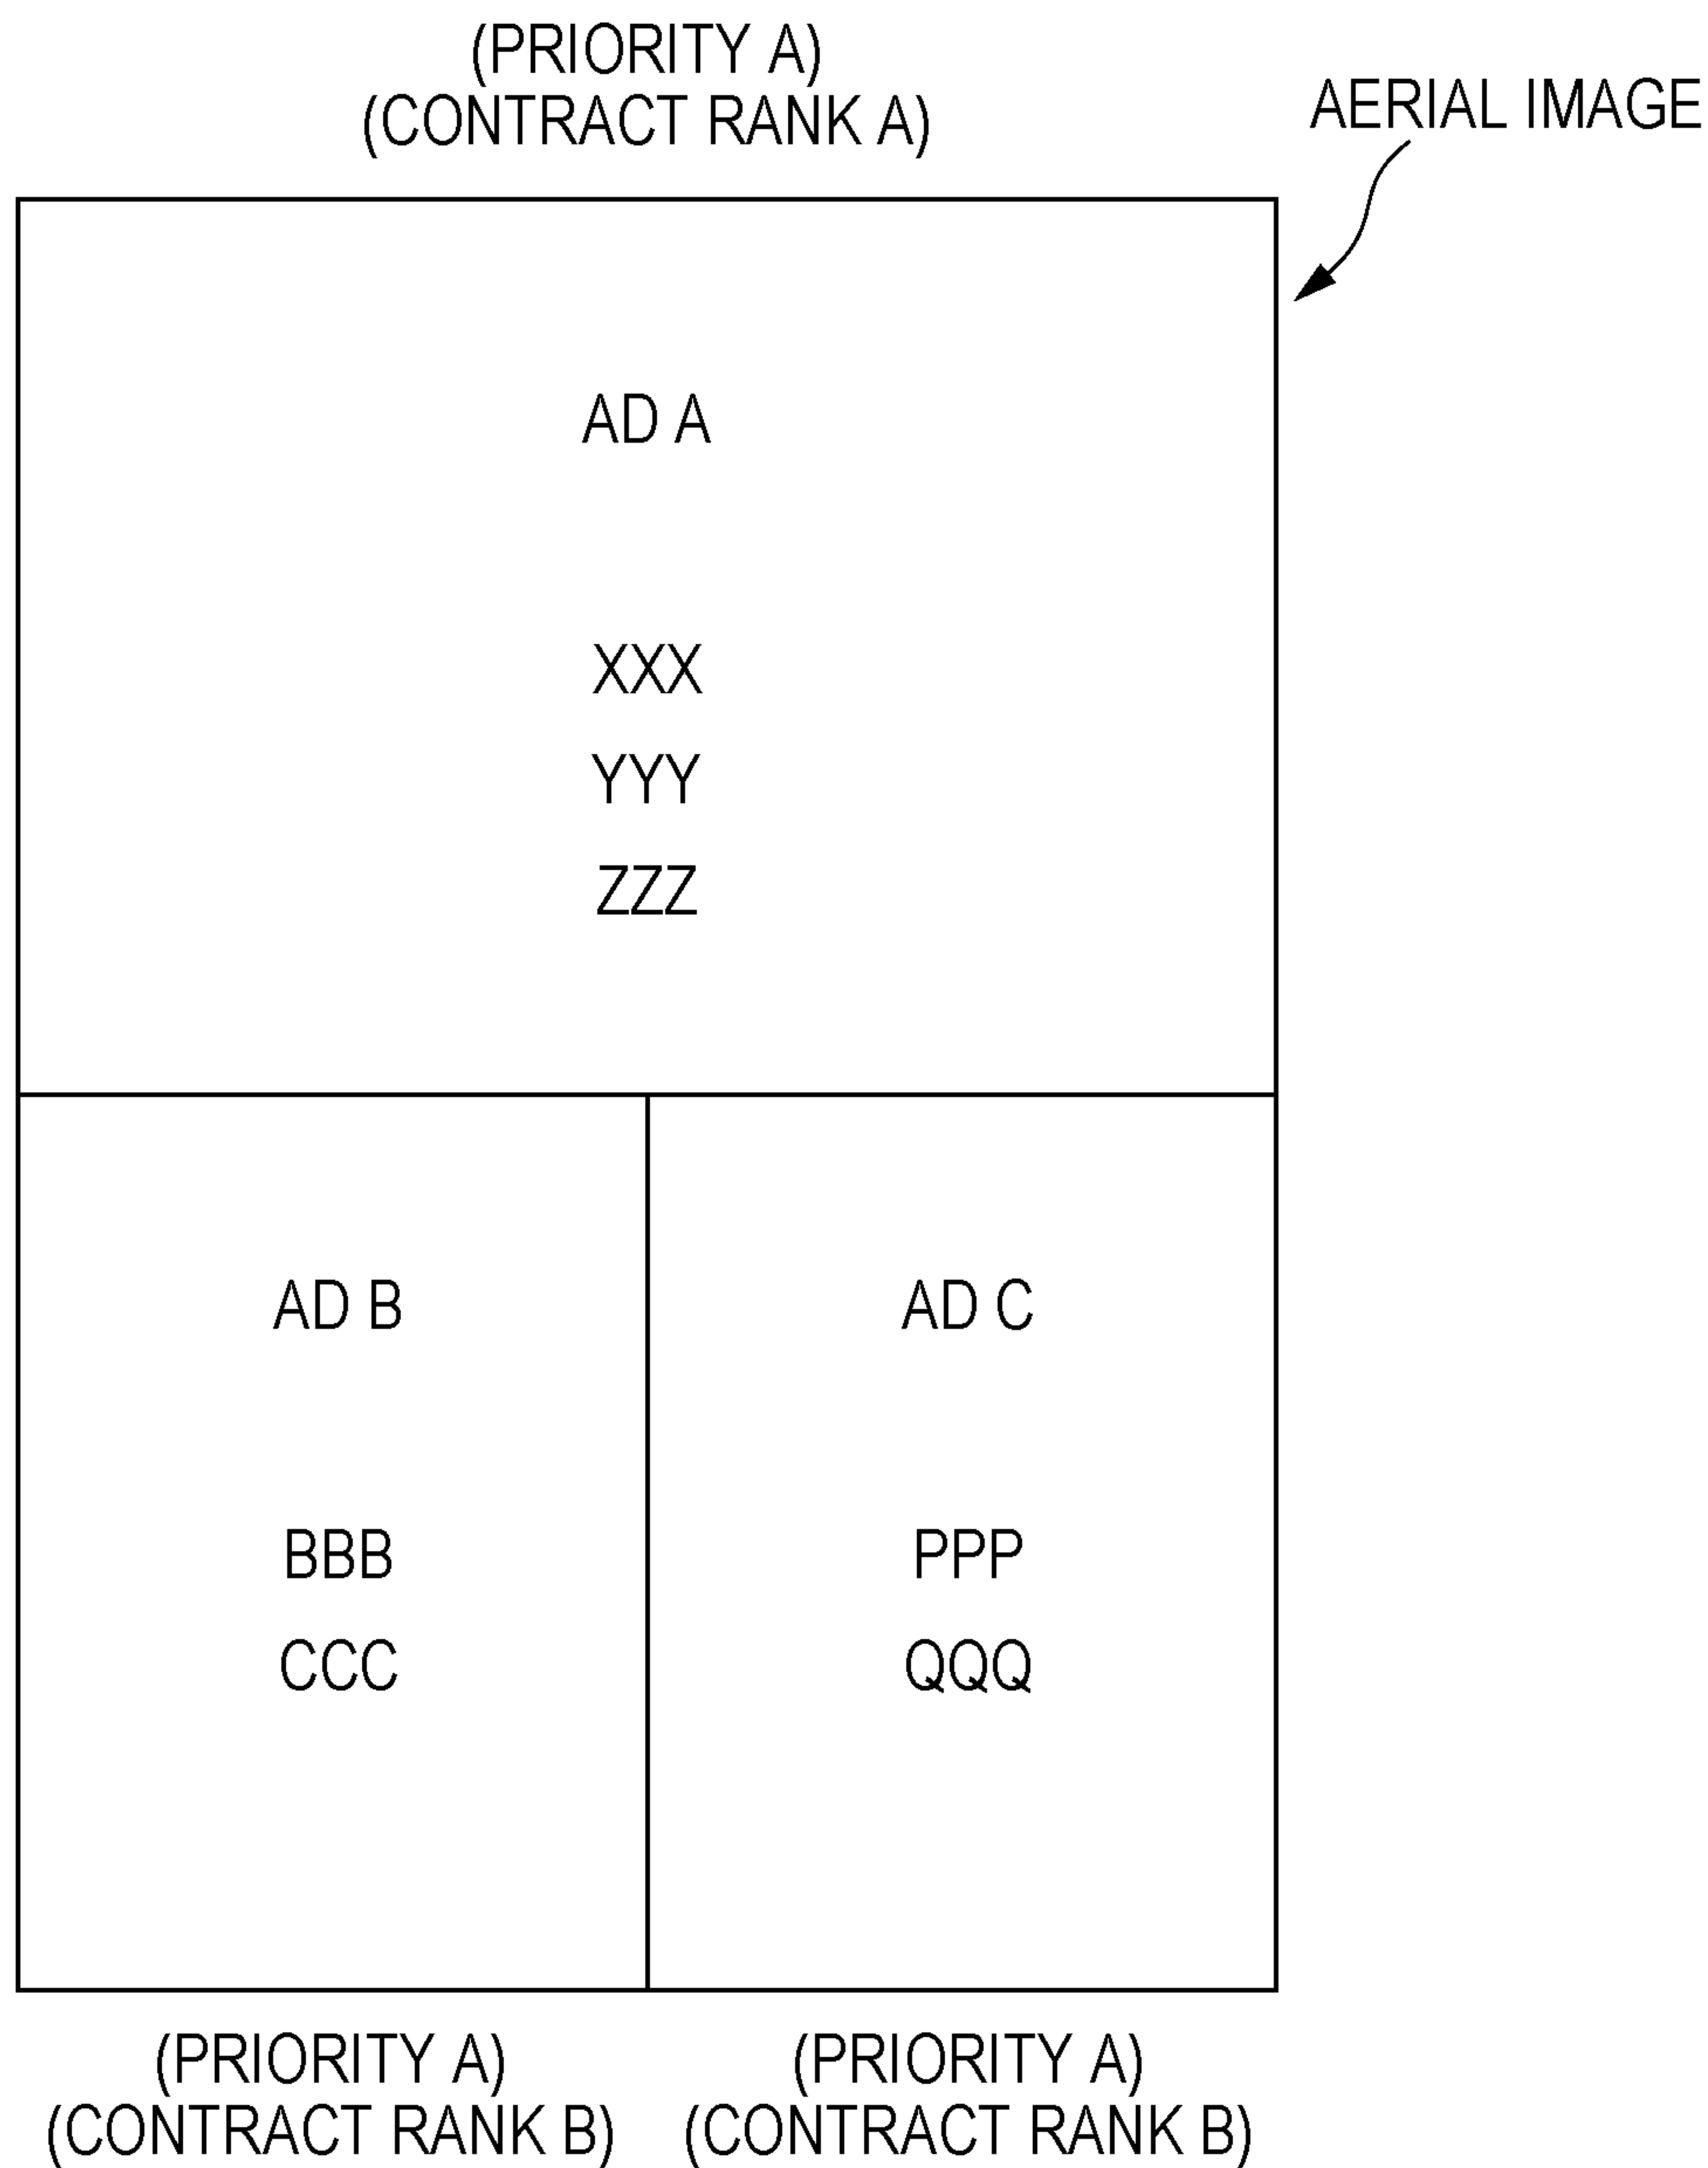 (PRIORITY A)
(CONTRACT RANK A)
AERIAL IMAGE
AD A
XXX
YYY
ZZZ
AD B
BBB
CCC
AD C
PPP
QQQ
(PRIORITY A)
(CONTRACT RANK B)
(PRIORITY A)
(CONTRACT RANK B)